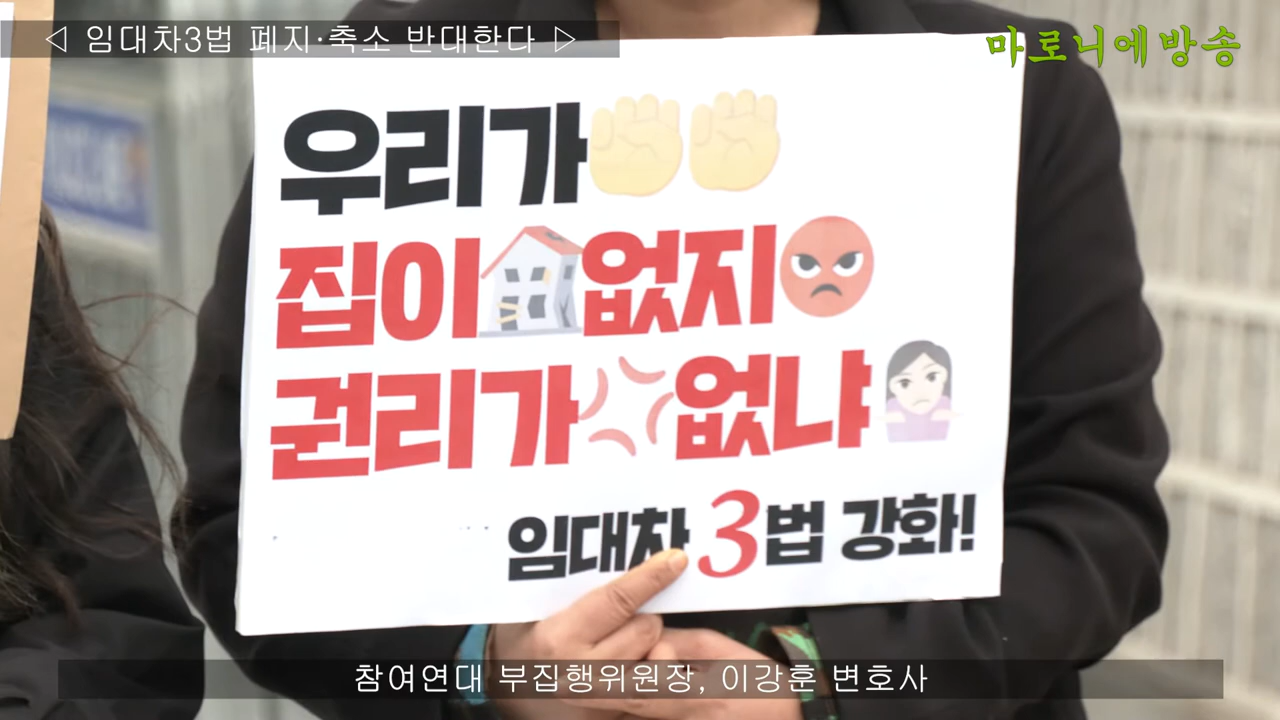 ◁ 임대차3법 폐지·축소 반대한다 ▷
마로니에방송
우리가
집이 없지
권리가 없냐
임대차 3법 강화!
참여연대 부집행위원장, 이강훈 변호사